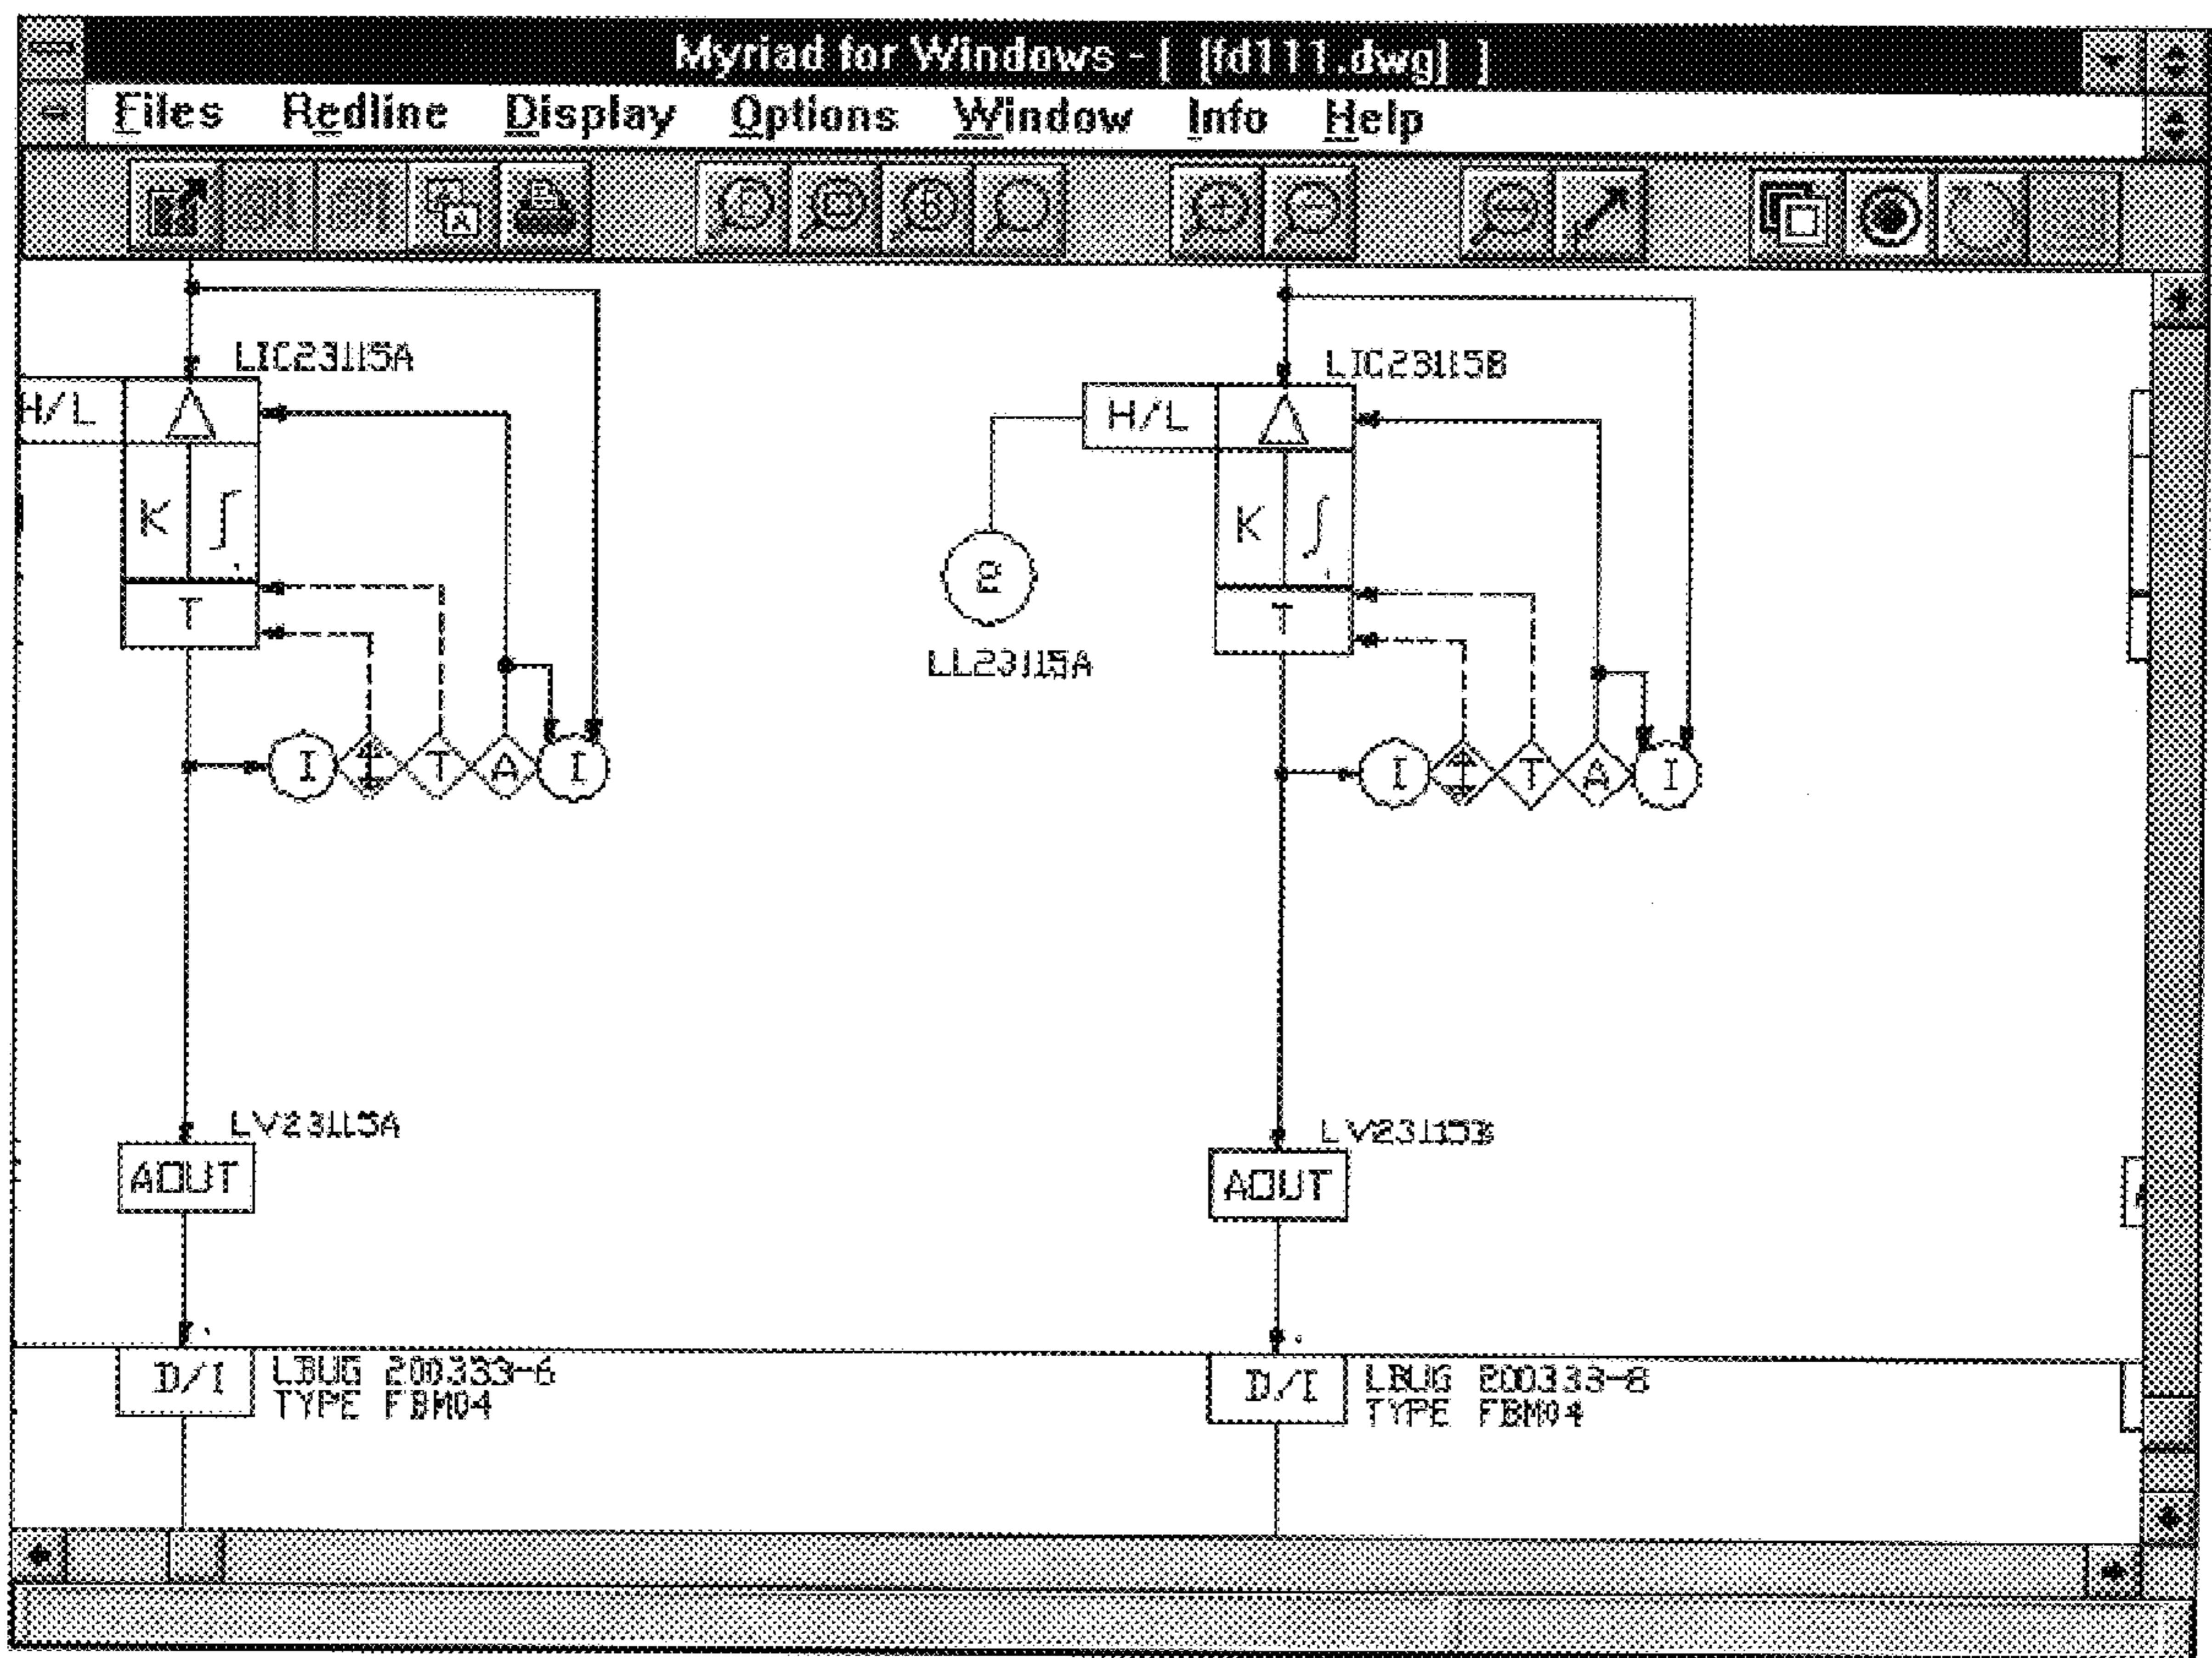 Myriad for Windows - [ [fd111.dwg] ]
Files Redline Display Options Window Info Help
LIC23115A
LIC23115B
H/L
H/L
K ∫
K ∫
T
T
2
LL23115A
I T A I
I T A I
LV23115A
LV23115B
AOUT
AOUT
D/I LBUG 200333-6
TYPE FBM04
D/I LBUG 200333-8
TYPE FBM04